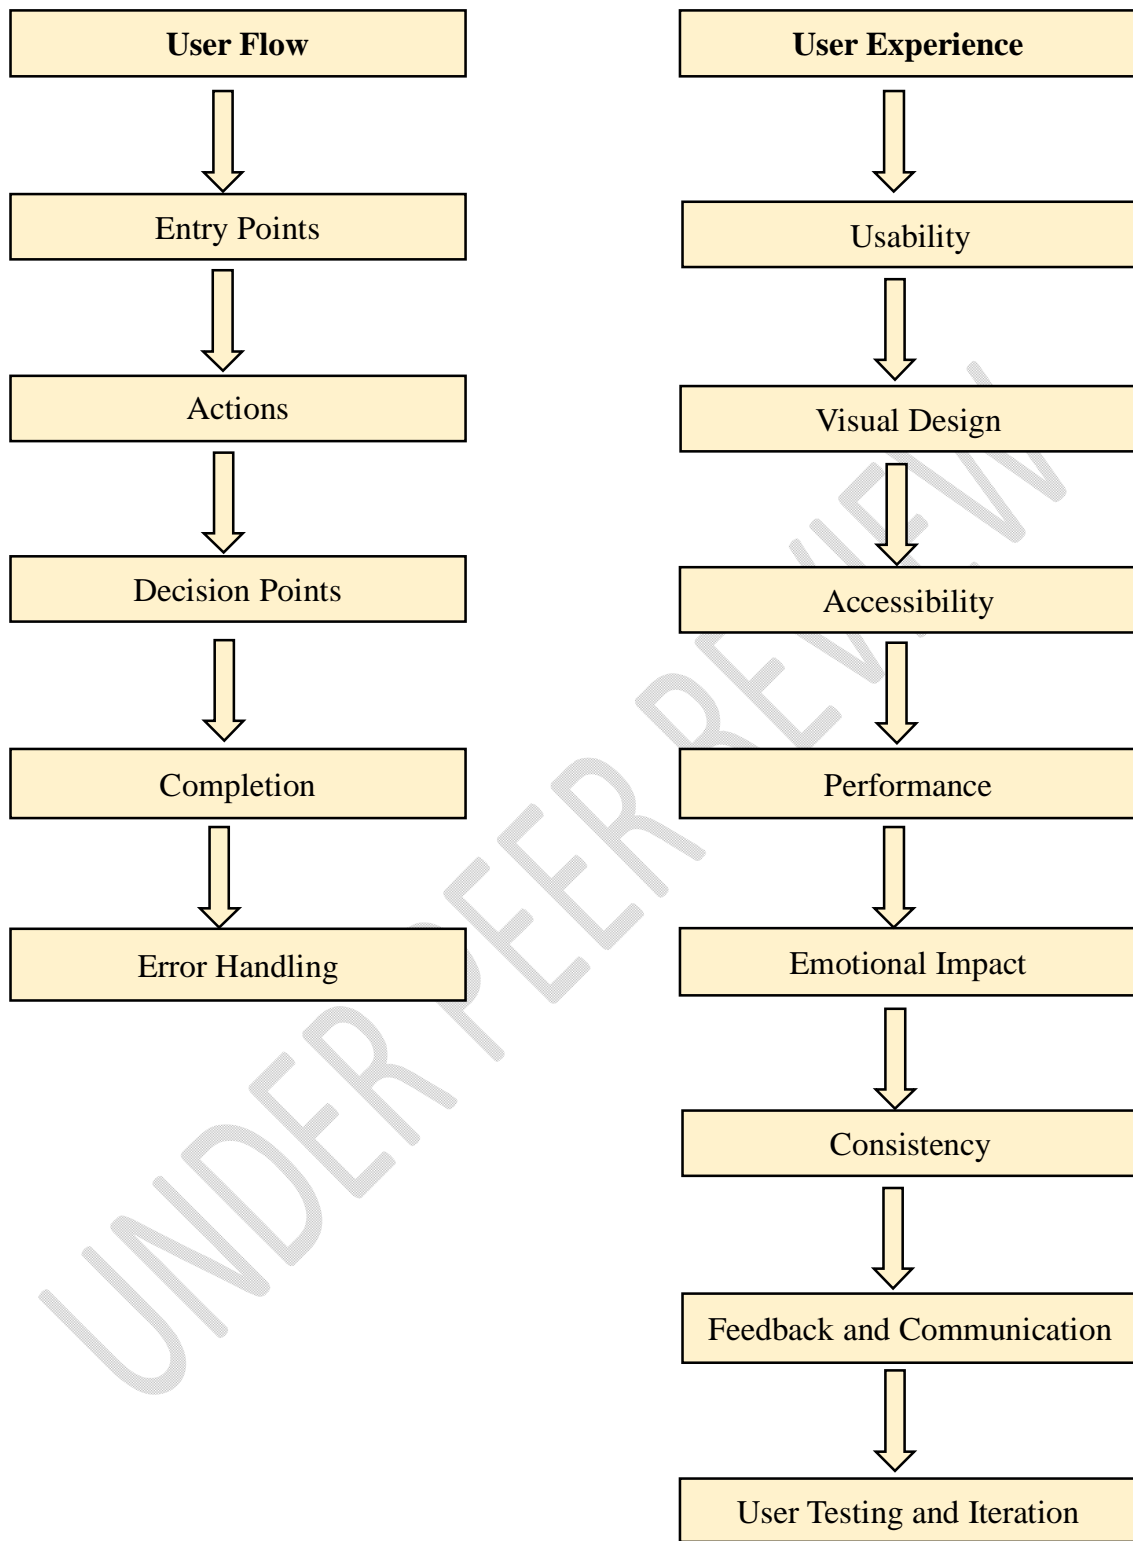 User Flow
Entry Points
Actions
Decision Points
Completion
Error Handling
User Experience
Usability
Visual Design
Accessibility
Performance
Emotional Impact
Consistency
Feedback and Communication
User Testing and Iteration
UNDER PEER REVIEW